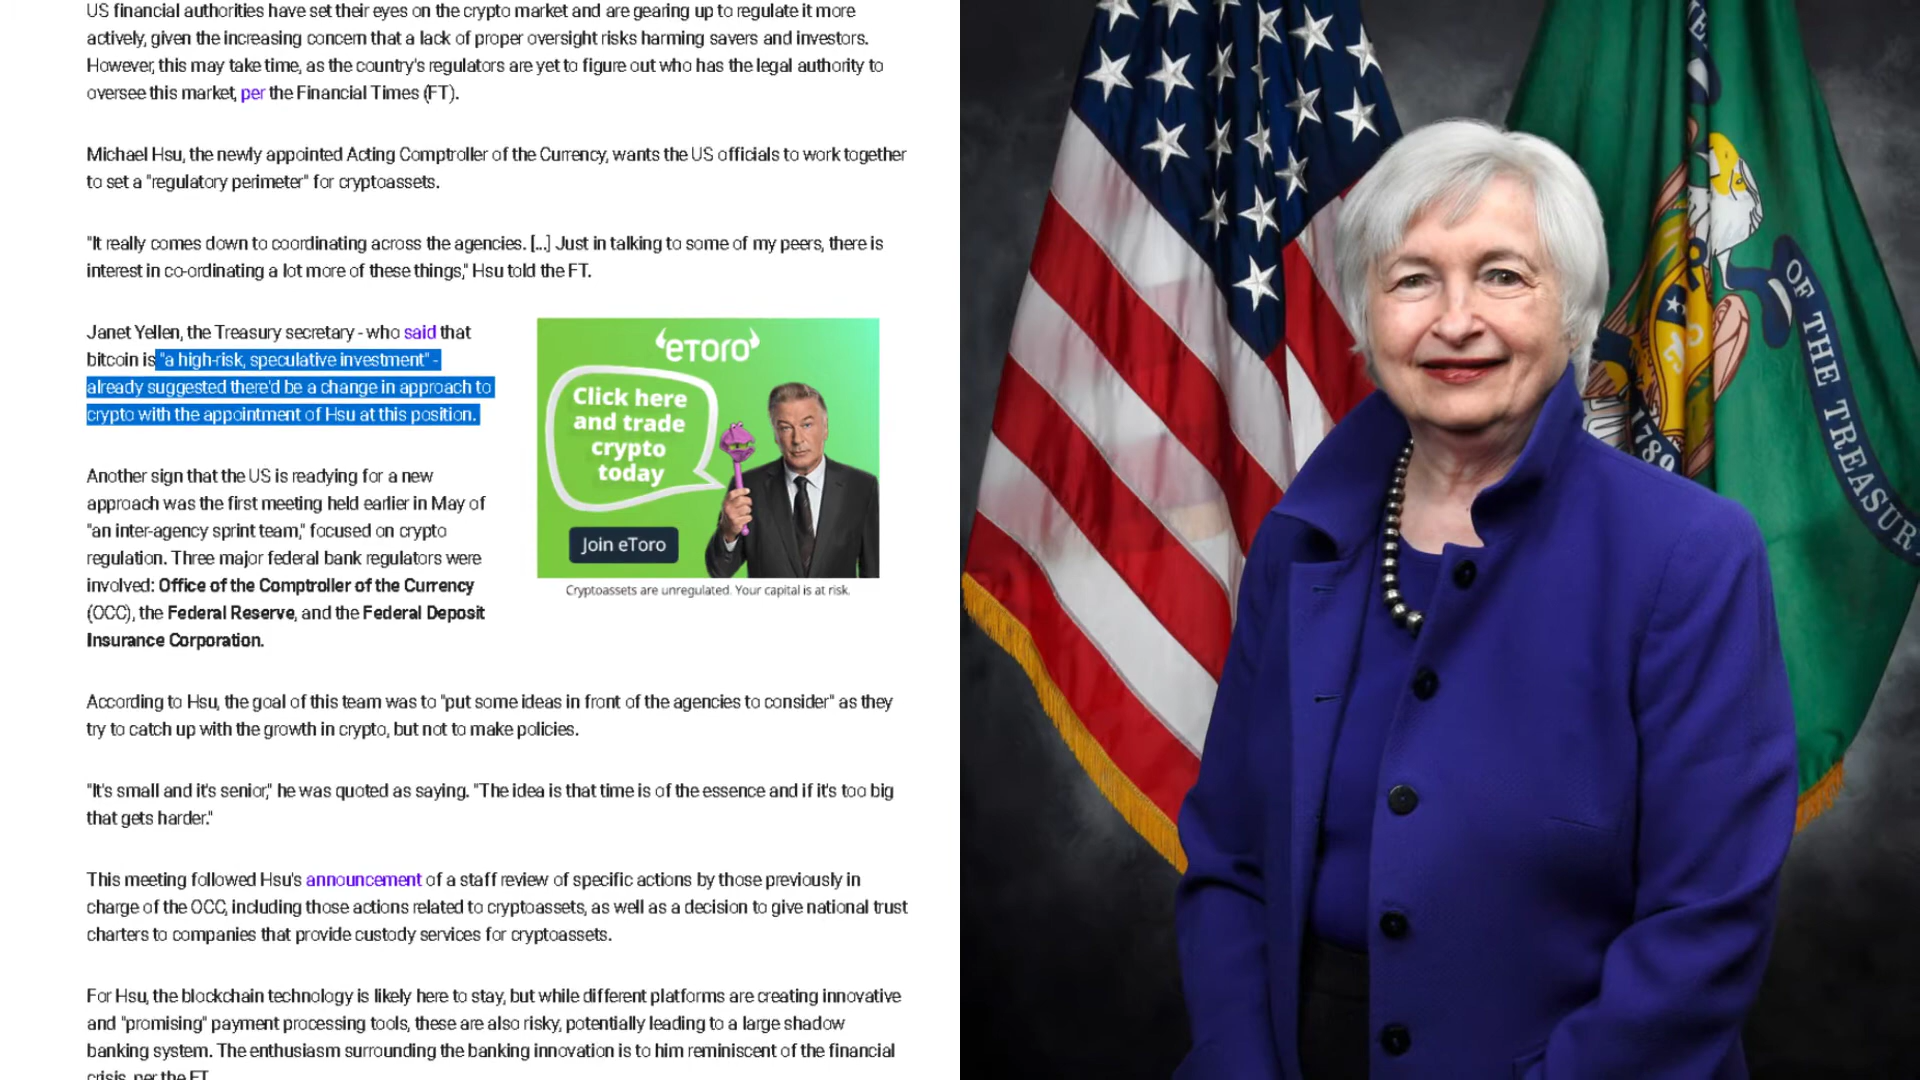 US financial authorities have set their eyes on the crypto market and are gearing up to regulate it more
actively, given the increasing concern that a lack of proper oversight risks harming savers and investors.
However, this may take time, as the country's regulators are yet to figure out who has the legal authority to
oversee this market, per the Financial Times (FT).
Michael Hsu, the newly appointed Acting Comptroller of the Currency, wants the US officials to work together
to set a "regulatory perimeter" for cryptoassets.
"It really comes down to coordinating across the agencies. [...] Just in talking to some of my peers, there is
interest in co-ordinating a lot more of these things," Hsu told the FT.
Janet Yellen, the Treasury secretary - who said that
bitcoin is "a high-risk, speculative investment" -
already suggested there'd be a change in approach to
crypto with the appointment of Hsu at this position.
Another sign that the US is readying for a new
approach was the first meeting held earlier in May of
"an inter-agency sprint team," focused on crypto
regulation. Three major federal bank regulators were
involved: Office of the Comptroller of the Currency
(OCC), the Federal Reserve, and the Federal Deposit
Insurance Corporation.
eToro
Click here
and trade
crypto
today
Join eToro
Cryptoassets are unregulated. Your capital is at risk.
According to Hsu, the goal of this team was to "put some ideas in front of the agencies to consider" as they
try to catch up with the growth in crypto, but not to make policies.
"It's small and it's senior," he was quoted as saying. "The idea is that time is of the essence and if it's too big
that gets harder."
This meeting followed Hsu's announcement of a staff review of specific actions by those previously in
charge of the OCC, including those actions related to cryptoassets, as well as a decision to give national trust
charters to companies that provide custody services for cryptoassets.
For Hsu, the blockchain technology is likely here to stay, but while different platforms are creating innovative
and "promising" payment processing tools, these are also risky, potentially leading to a large shadow
banking system. The enthusiasm surrounding the banking innovation is to him reminiscent of the financial
crisis, per the FT.
OF THE TREASUR
1789